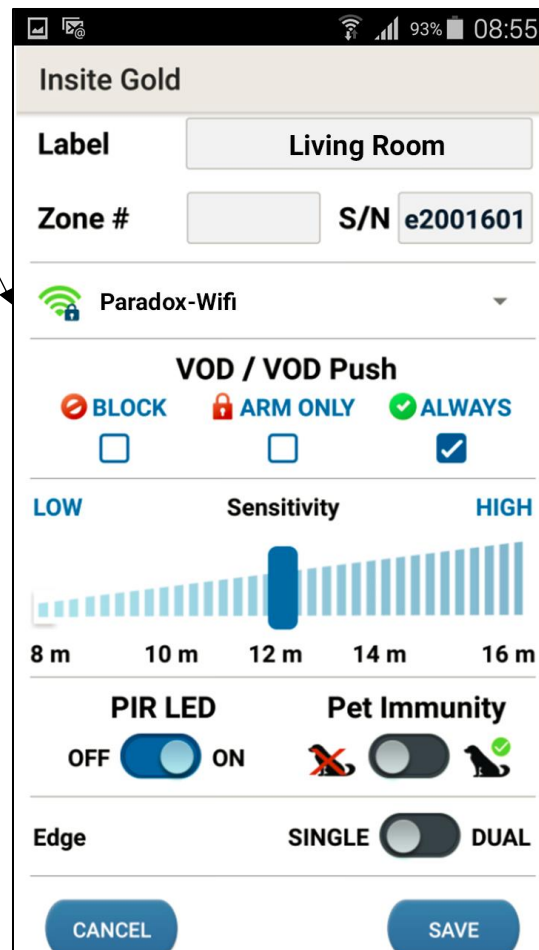 93% 08:55
Insite Gold
Label Living Room
Zone # S/N e2001601
Paradox-Wifi
VOD / VOD Push
BLOCK ARM ONLY ALWAYS
LOW Sensitivity HIGH
8 m 10 m 12 m 14 m 16 m
PIR LED Pet Immunity
OFF ON
Edge SINGLE DUAL
CANCEL SAVE